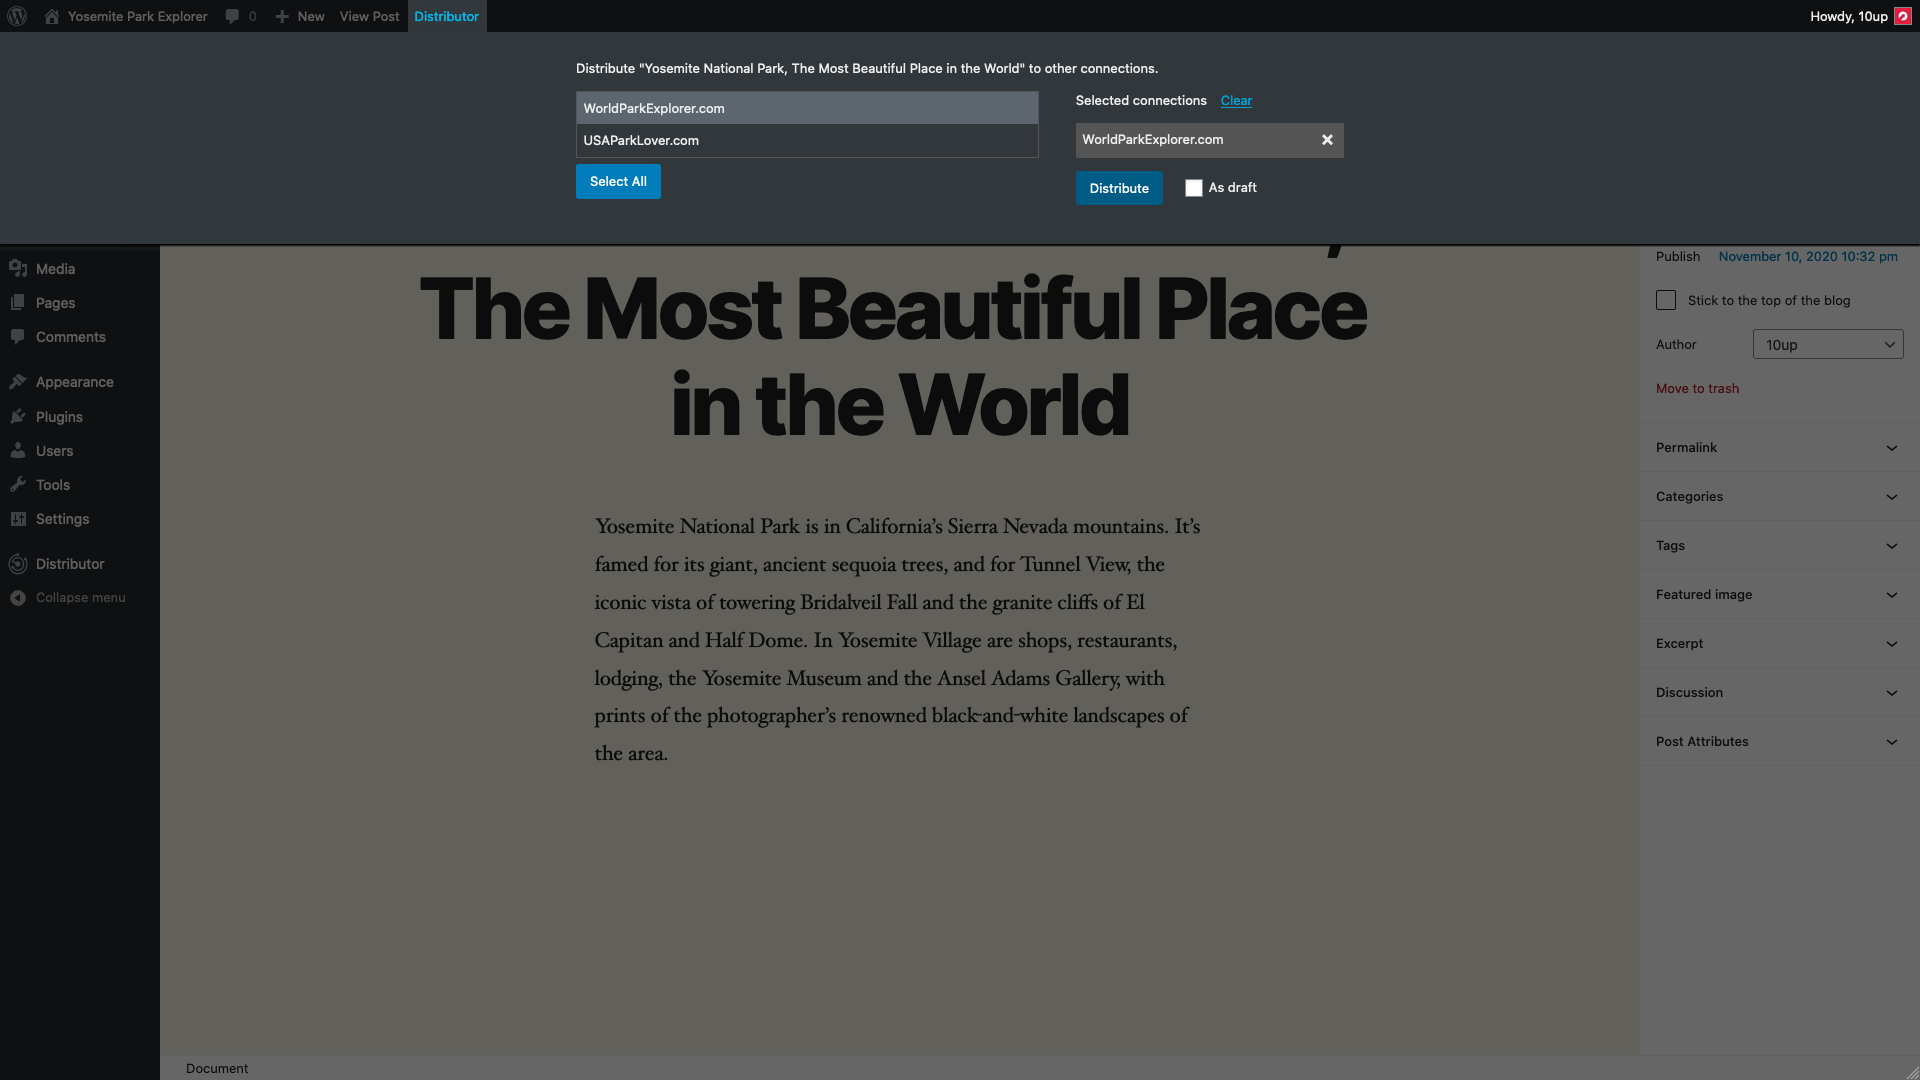 Yosemite Park Explorer 0 New View Post Distributor Howdy, 10up
Distribute "Yosemite National Park, The Most Beautiful Place in the World" to other connections.
WorldParkExplorer.com
USAParkLover.com
Select All
Selected connections Clear
WorldParkExplorer.com
Distribute As draft
Media
Pages
Comments
Appearance
Plugins
Users
Tools
Settings
Distributor
Collapse menu
The Most Beautiful Place
in the World
Yosemite National Park is in California’s Sierra Nevada mountains. It’s
famed for its giant, ancient sequoia trees, and for Tunnel View, the
iconic vista of towering Bridalveil Fall and the granite cliffs of El
Capitan and Half Dome. In Yosemite Village are shops, restaurants,
lodging, the Yosemite Museum and the Ansel Adams Gallery, with
prints of the photographer’s renowned black-and-white landscapes of
the area.
Publish November 10, 2020 10:32 pm
Stick to the top of the blog
Author 10up
Move to trash
Permalink
Categories
Tags
Featured image
Excerpt
Discussion
Post Attributes
Document